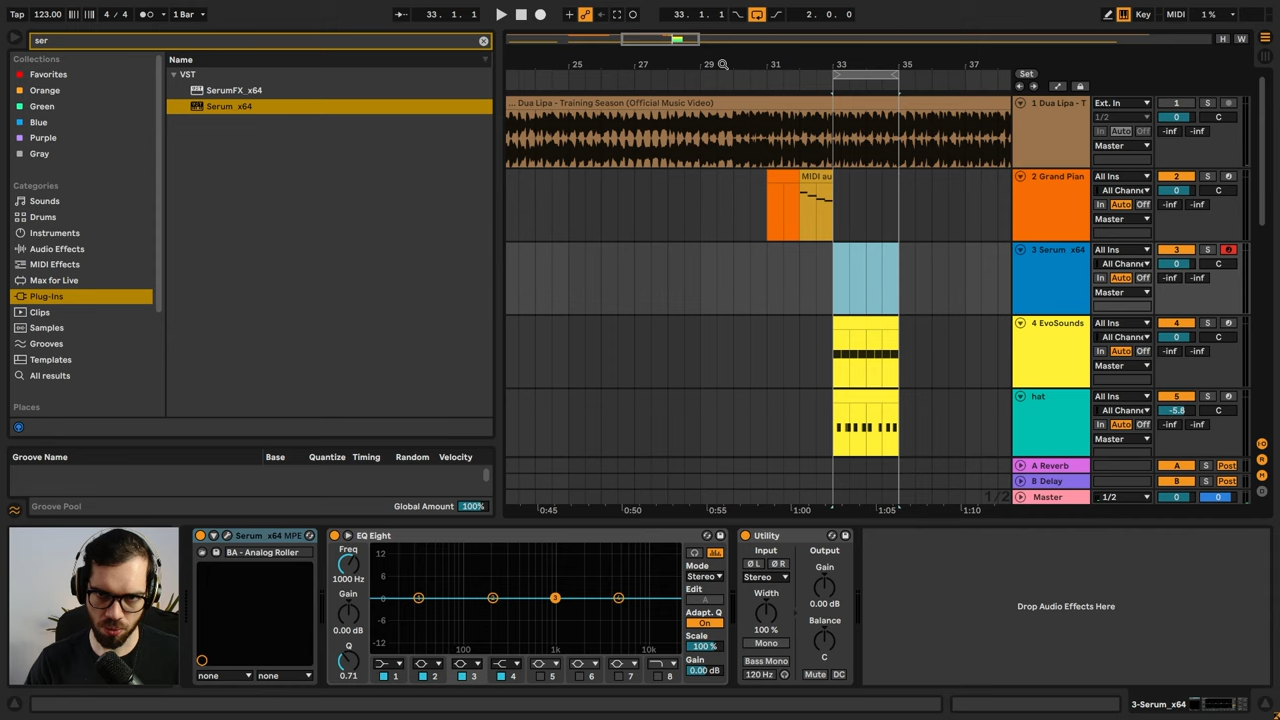 Tap 123.00 4 / 4 1 Bar 33. 1. 1 33. 1. 1 2. 0. 0 Key MIDI 1 %
ser
H W
Collections
Favorites
Orange
Green
Blue
Purple
Gray
Categories
Sounds
Drums
Instruments
Audio Effects
MIDI Effects
Max for Live
Plug-Ins
Clips
Samples
Grooves
Templates
All results
Places
Name
VST
SerumFX_x64
Serum_x64
25 27 29 31 33 35 37
Set
... Dua Lipa - Training Season (Official Music Video)
MIDI au
1 Dua Lipa - T Ext. In 1 S
1/2 0 C
In Auto Off -inf -inf
Master
2 Grand Pian All Ins 2 S
All Channe 0 C
In Auto Off -inf -inf
Master
3 Serum_x64 All Ins 3 S
All Channe 0 C
In Auto Off -inf -inf
Master
4 EvoSounds All Ins 4 S
All Channe 0 C
In Auto Off -inf -inf
Master
hat All Ins 5 S
All Channe -5.8 C
In Auto Off -inf -inf
Master
A Reverb A S Post
B Delay B S Post
Master 1/2 0 0
1/2
0:45 0:50 0:55 1:00 1:05 1:10
Groove Name Base Quantize Timing Random Velocity
Groove Pool Global Amount 100%
Serum_x64 MPE
BA - Analog Roller
none none
EQ Eight
Freq
1000 Hz
Gain
0.00 dB
Q
0.71
12
6
0
-6
-12
100 1k 10k
1 2 3 4
1 2 3 4 5 6 7 8
Mode
Stereo
Edit
A
Adapt. Q
On
Scale
100 %
Gain
0.00 dB
Utility
Input
Ø L Ø R
Stereo
Width
100 %
Mono
Bass Mono
120 Hz
Output
Gain
0.00 dB
Balance
C
Mute DC
Drop Audio Effects Here
3-Serum_x64